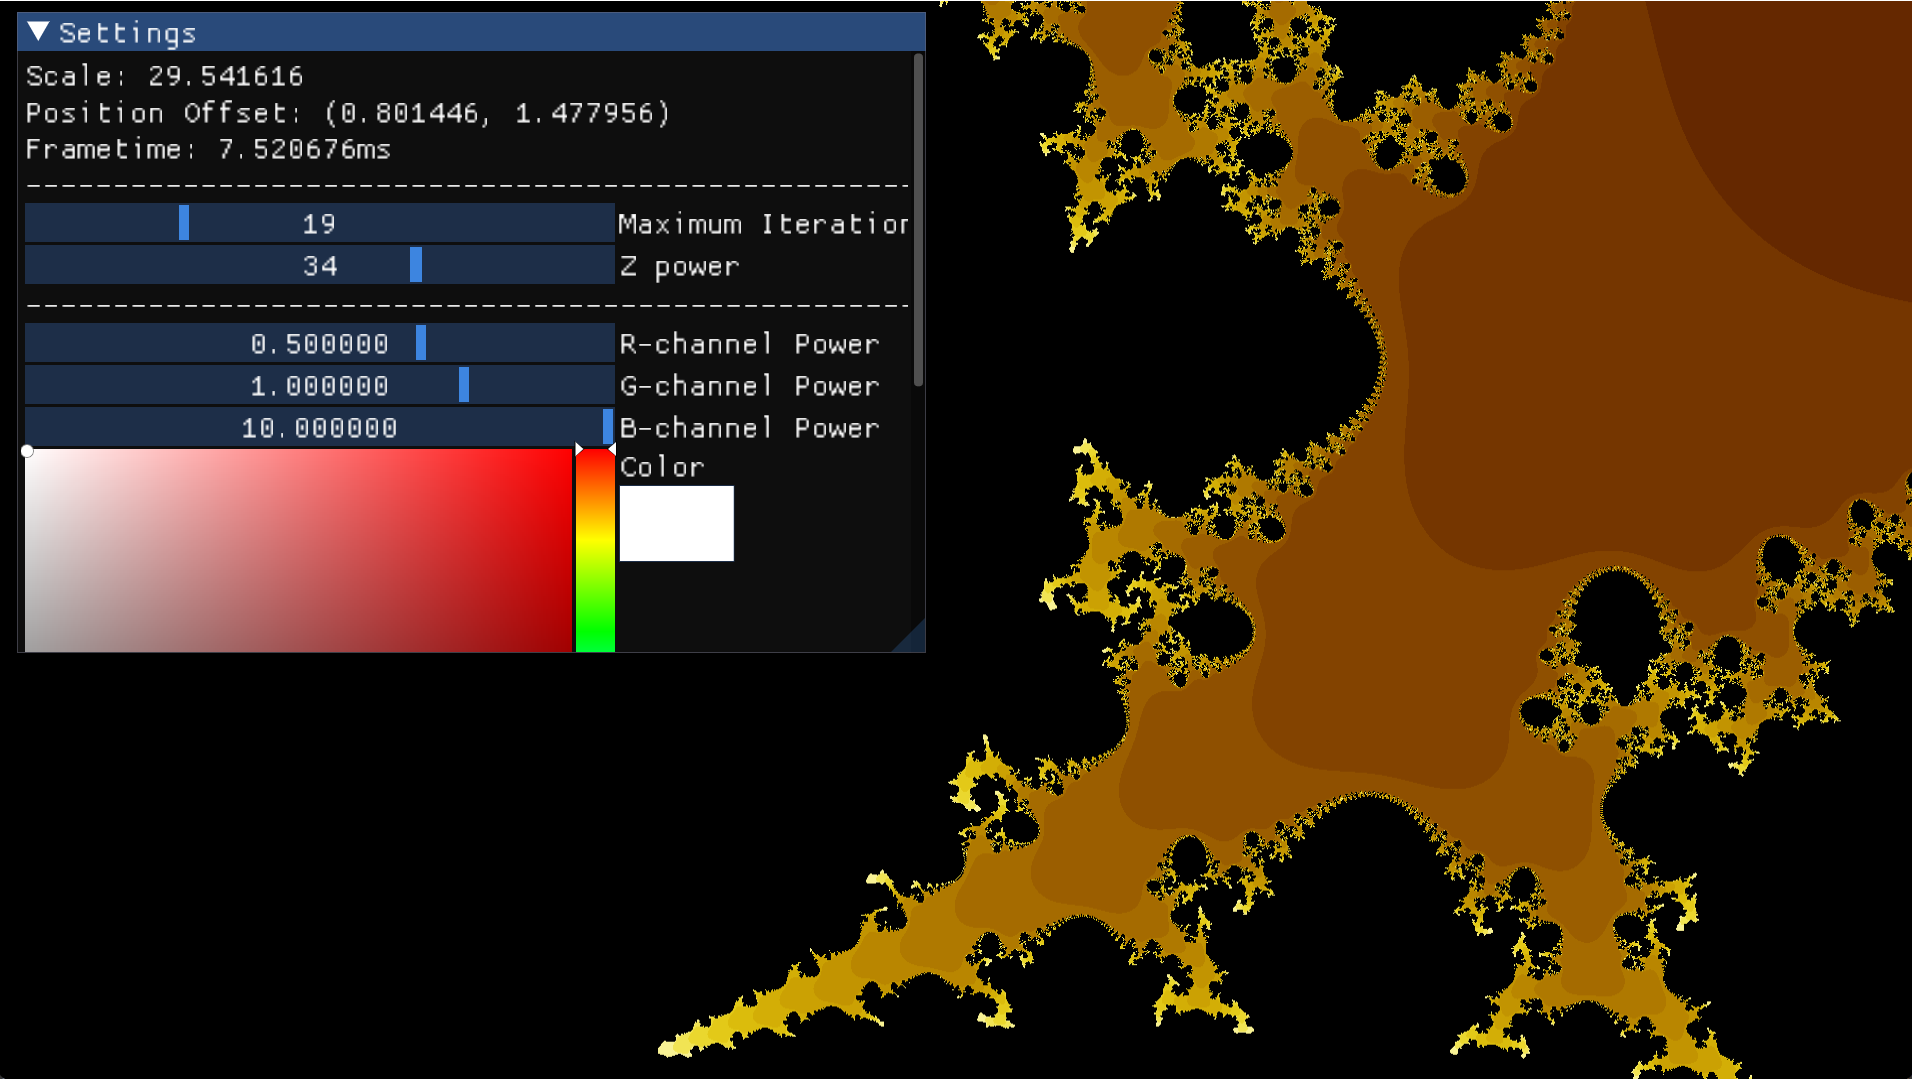 Settings
Scale: 29.541616
Position Offset: (0.801446, 1.477956)
Frametime: 7.520676ms
---------------------------------------------------
19 Maximum Iteration
34 Z power
---------------------------------------------------
0.500000 R-channel Power
1.000000 G-channel Power
10.000000 B-channel Power
Color